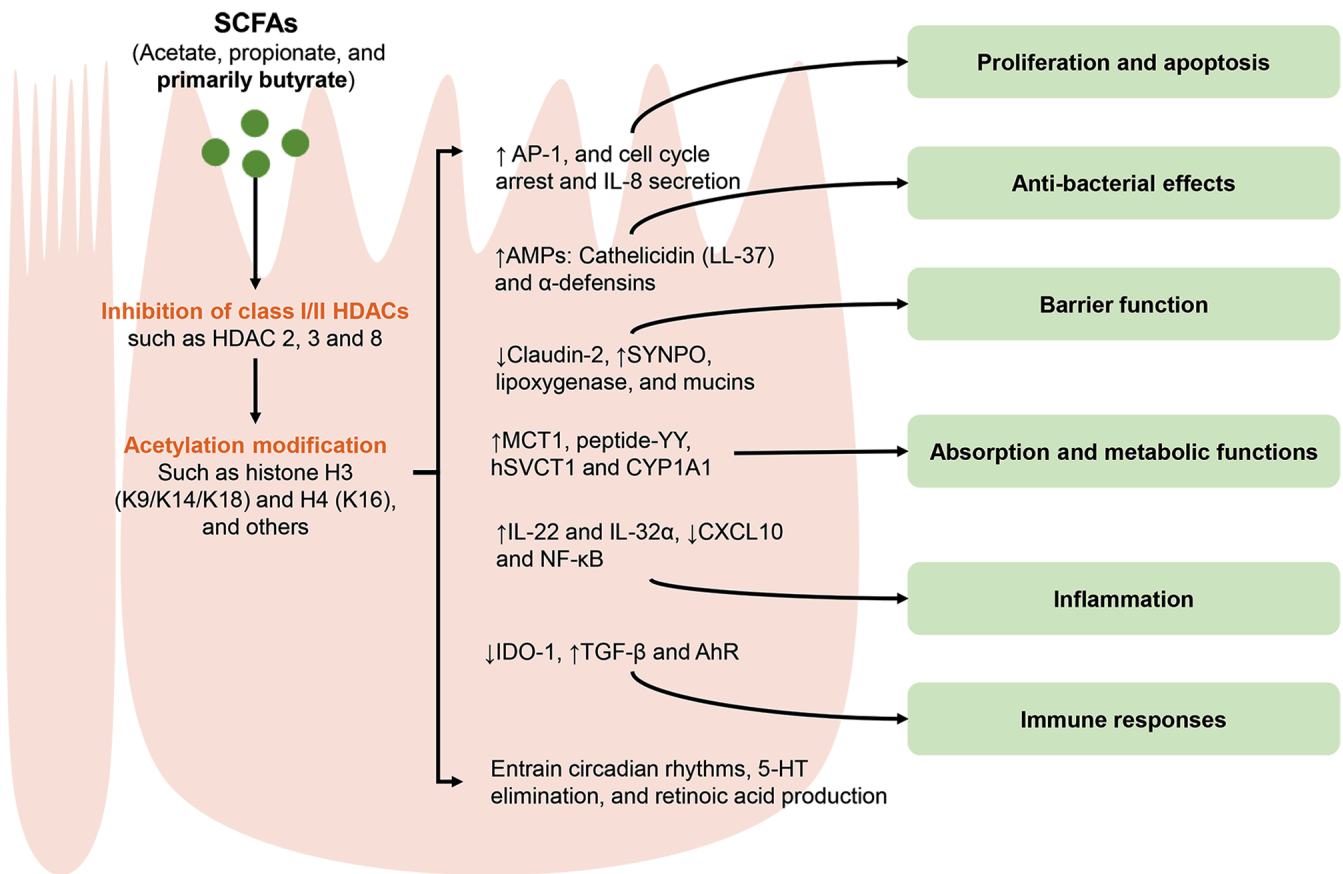 SCFAs
(Acetate, propionate, and
primarily butyrate)
Inhibition of class I/II HDACs
such as HDAC 2, 3 and 8
Acetylation modification
Such as histone H3
(K9/K14/K18) and H4 (K16),
and others
↑ AP-1, and cell cycle
arrest and IL-8 secretion
↑AMPs: Cathelicidin (LL-37)
and α-defensins
↓Claudin-2, ↑SYNPO,
lipoxygenase, and mucins
↑MCT1, peptide-YY,
hSVCT1 and CYP1A1
↑IL-22 and IL-32α, ↓CXCL10
and NF-κB
↓IDO-1, ↑TGF-β and AhR
Entrain circadian rhythms, 5-HT
elimination, and retinoic acid production
Proliferation and apoptosis
Anti-bacterial effects
Barrier function
Absorption and metabolic functions
Inflammation
Immune responses